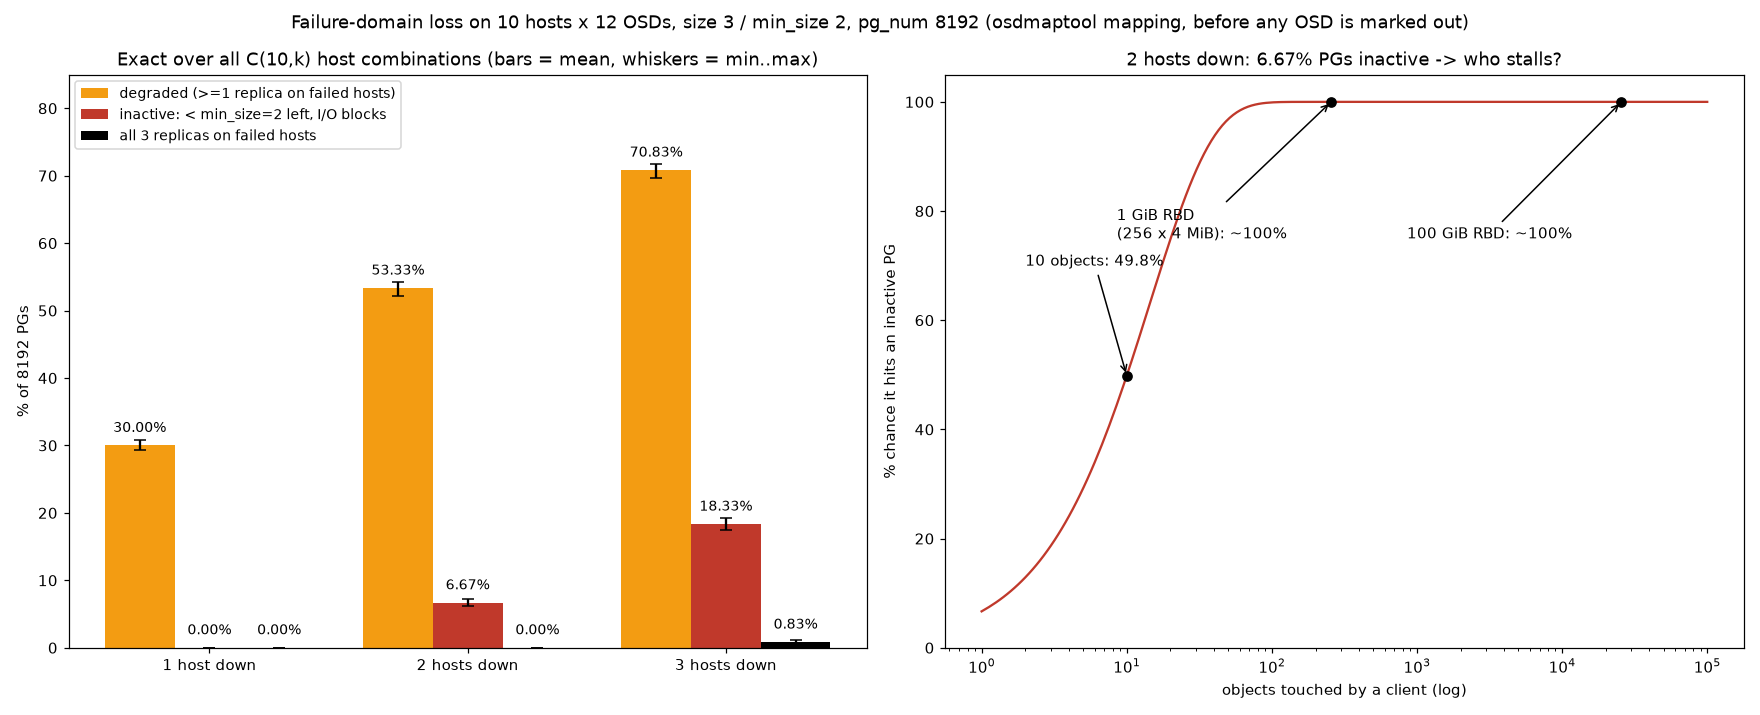 Failure-domain loss on 10 hosts x 12 OSDs, size 3 / min_size 2, pg_num 8192 (osdmaptool mapping, before any OSD is marked out)
Exact over all C(10,k) host combinations (bars = mean, whiskers = min..max)
degraded (>=1 replica on failed hosts)
inactive: < min_size=2 left, I/O blocks
all 3 replicas on failed hosts
% of 8192 PGs
80
70
60
50
40
30
20
10
0
30.00%
0.00%
0.00%
53.33%
6.67%
0.00%
70.83%
18.33%
0.83%
1 host down
2 hosts down
3 hosts down
2 hosts down: 6.67% PGs inactive -> who stalls?
% chance it hits an inactive PG
100
80
60
40
20
0
1 GiB RBD
(256 x 4 MiB): ~100%
100 GiB RBD: ~100%
10 objects: 49.8%
10⁰
10¹
10²
10³
10⁴
10⁵
objects touched by a client (log)